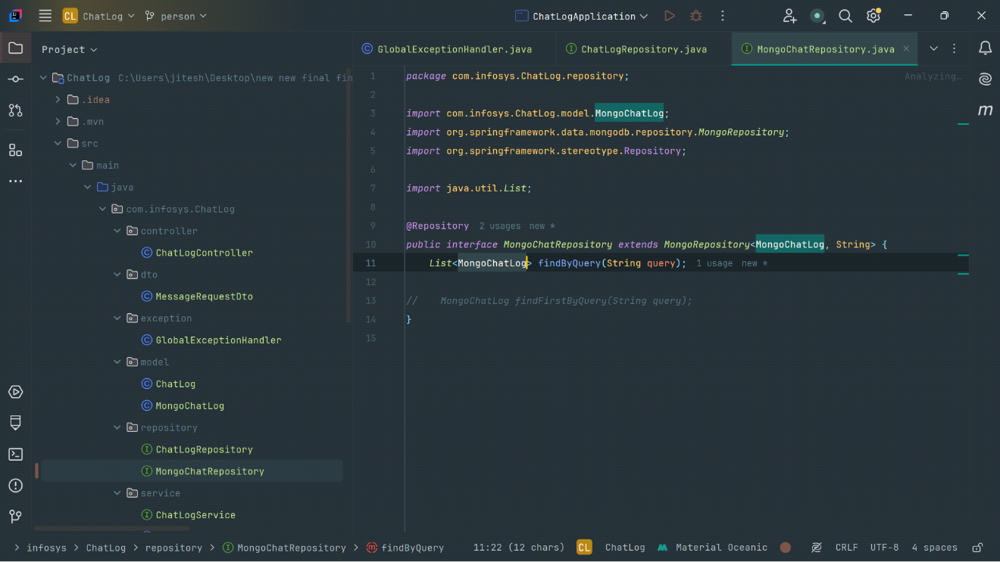 CL ChatLog person ChatLogApplication
Project
GlobalExceptionHandler.java ChatLogRepository.java MongoChatRepository.java
ChatLog C:\Users\jitesh\Desktop\new new final fin
.idea
.mvn
src
main
java
com.infosys.ChatLog
controller
ChatLogController
dto
MessageRequestDto
exception
GlobalExceptionHandler
model
ChatLog
MongoChatLog
repository
ChatLogRepository
MongoChatRepository
service
ChatLogService
Analyzing...
1 package com.infosys.ChatLog.repository;
2
3 import com.infosys.ChatLog.model.MongoChatLog;
4 import org.springframework.data.mongodb.repository.MongoRepository;
5 import org.springframework.stereotype.Repository;
6
7 import java.util.List;
8
9 @Repository 2 usages new *
10 public interface MongoChatRepository extends MongoRepository<MongoChatLog, String> {
11 List<MongoChatLog> findByQuery(String query); 1 usage new *
12
13 // MongoChatLog findFirstByQuery(String query);
14 }
15
m
> infosys > ChatLog > repository > MongoChatRepository > findByQuery 11:22 (12 chars) CL ChatLog Material Oceanic CRLF UTF-8 4 spaces